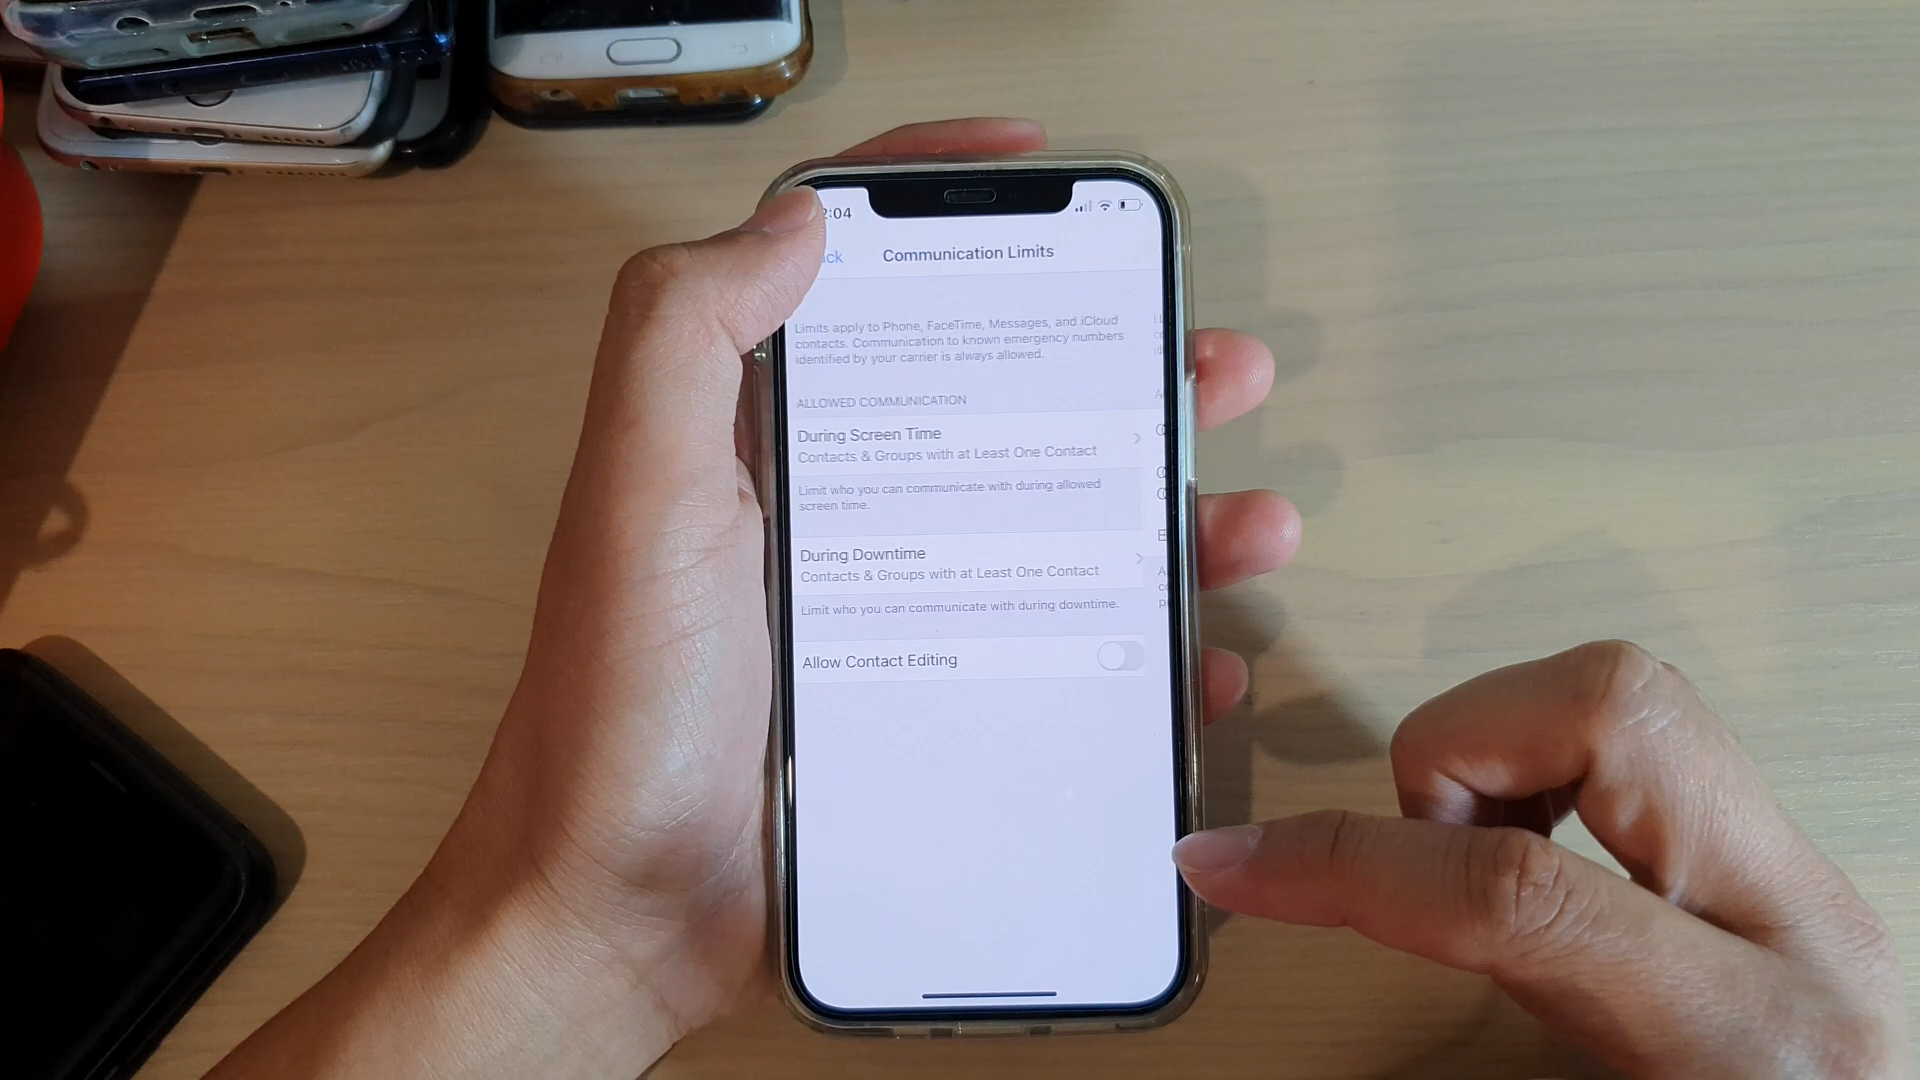 :04
ck
Communication Limits
Limits apply to Phone, FaceTime, Messages, and iCloud
contacts. Communication to known emergency numbers
identified by your carrier is always allowed.
ALLOWED COMMUNICATION
During Screen Time
Contacts & Groups with at Least One Contact
Limit who you can communicate with during allowed
screen time.
During Downtime
Contacts & Groups with at Least One Contact
Limit who you can communicate with during downtime.
Allow Contact Editing